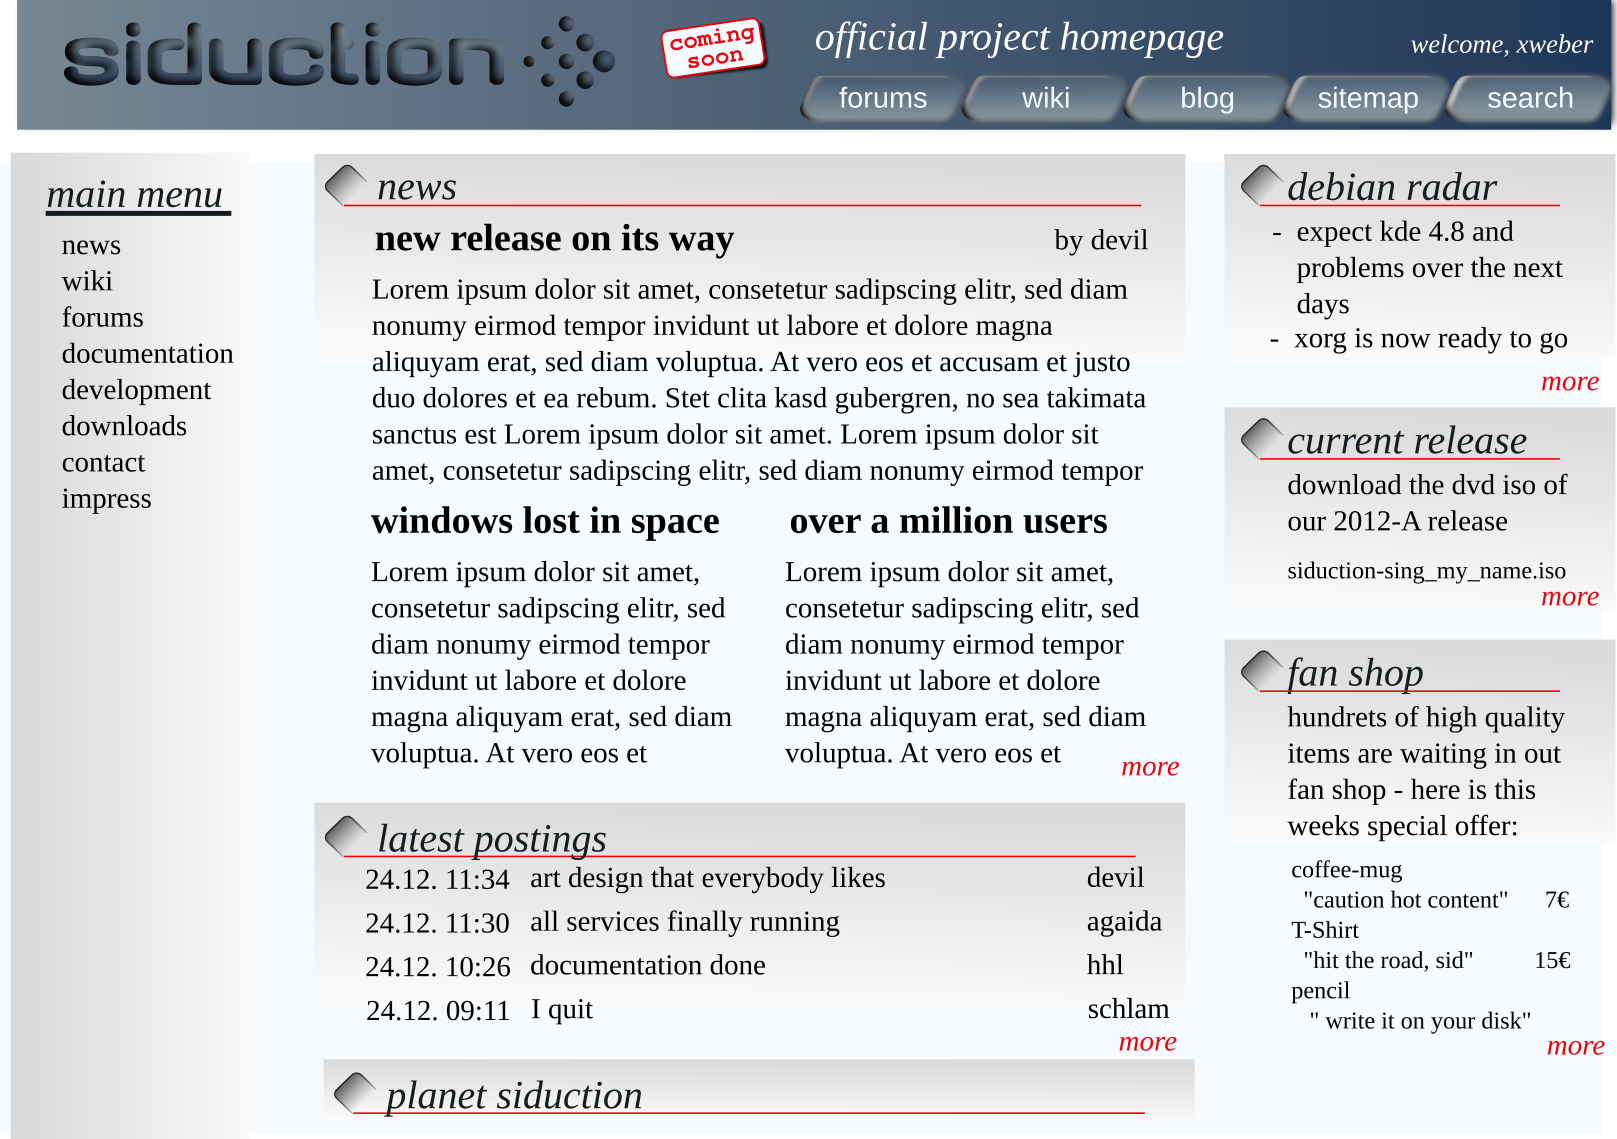 siduction
coming
soon
official project homepage
welcome, xweber
forums
wiki
blog
sitemap
search
main menu
news
wiki
forums
documentation
development
downloads
contact
impress
news
new release on its way
by devil
Lorem ipsum dolor sit amet, consetetur sadipscing elitr, sed diam
nonumy eirmod tempor invidunt ut labore et dolore magna
aliquyam erat, sed diam voluptua. At vero eos et accusam et justo
duo dolores et ea rebum. Stet clita kasd gubergren, no sea takimata
sanctus est Lorem ipsum dolor sit amet. Lorem ipsum dolor sit
amet, consetetur sadipscing elitr, sed diam nonumy eirmod tempor
windows lost in space
Lorem ipsum dolor sit amet,
consetetur sadipscing elitr, sed
diam nonumy eirmod tempor
invidunt ut labore et dolore
magna aliquyam erat, sed diam
voluptua. At vero eos et
over a million users
Lorem ipsum dolor sit amet,
consetetur sadipscing elitr, sed
diam nonumy eirmod tempor
invidunt ut labore et dolore
magna aliquyam erat, sed diam
voluptua. At vero eos et
more
latest postings
24.12. 11:34 art design that everybody likes devil
24.12. 11:30 all services finally running agaida
24.12. 10:26 documentation done hhl
24.12. 09:11 I quit schlam
more
planet siduction
debian radar
- expect kde 4.8 and
problems over the next
days
- xorg is now ready to go
more
current release
download the dvd iso of
our 2012-A release
siduction-sing_my_name.iso
more
fan shop
hundrets of high quality
items are waiting in out
fan shop - here is this
weeks special offer:
coffee-mug
"caution hot content" 7€
T-Shirt
"hit the road, sid" 15€
pencil
" write it on your disk"
more